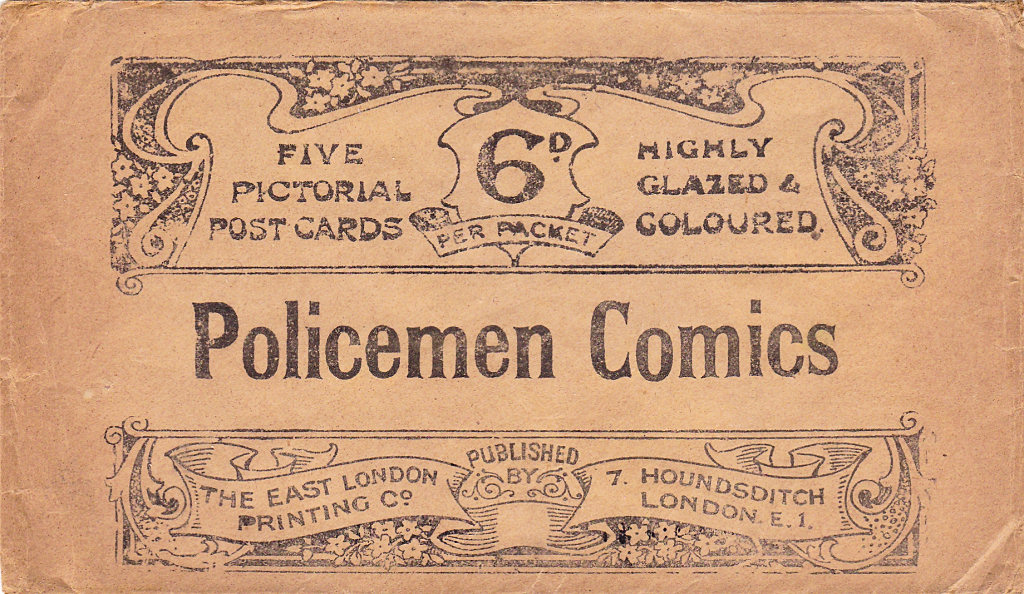 FIVE
PICTORIAL
POST CARDS
6D.
PER PACKET
HIGHLY
GLAZED &
COLOURED.
Policemen Comics
THE EAST LONDON
PRINTING Co
PUBLISHED
BY
7. HOUNDSDITCH
LONDON. E.1.